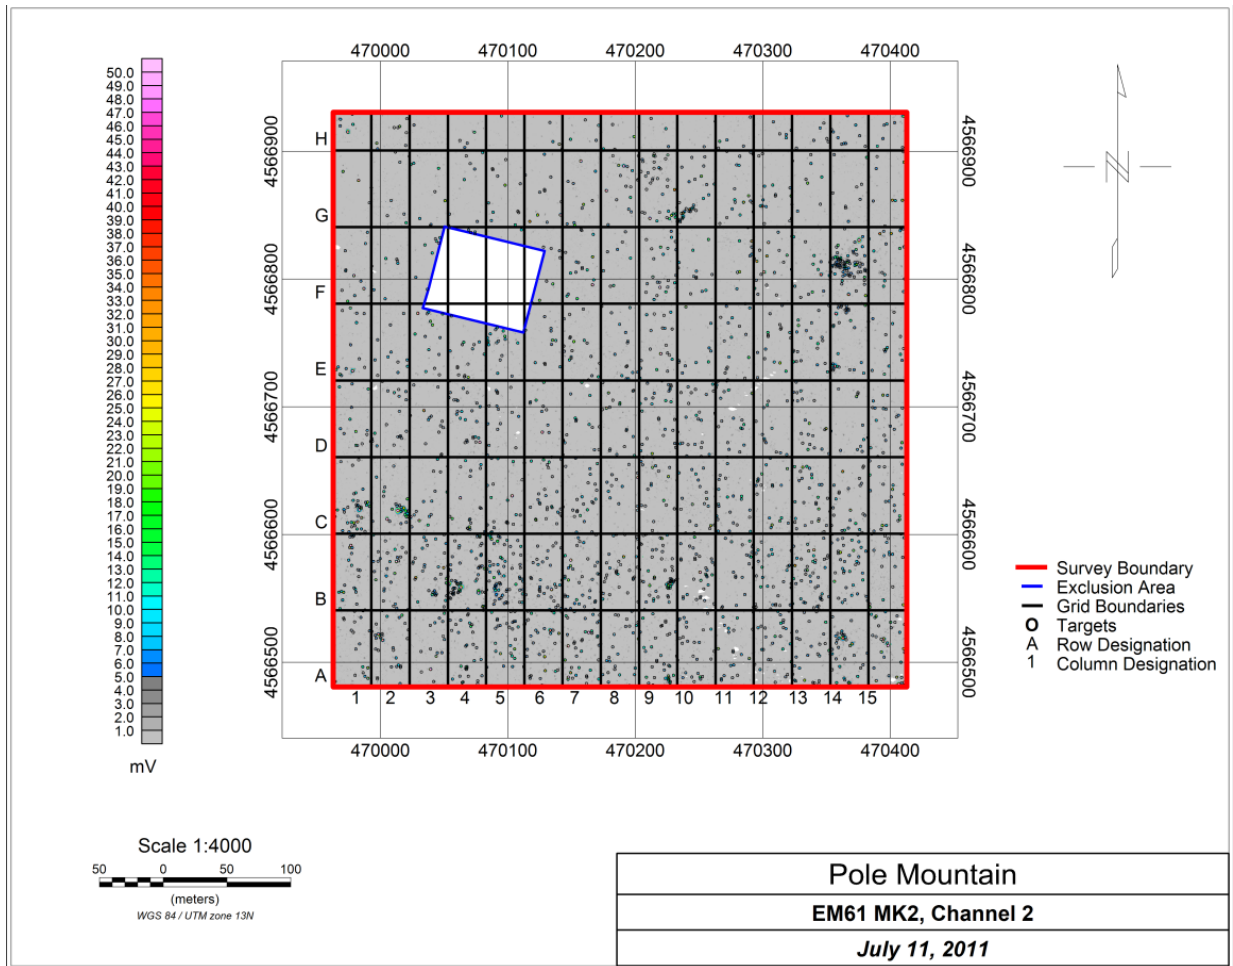 470000 470100 470200 470300 470400
50.0
49.0
48.0
47.0
46.0
45.0
44.0
43.0
42.0
41.0
40.0
39.0
38.0
37.0
36.0
35.0
34.0
33.0
32.0
31.0
30.0
29.0
28.0
27.0
26.0
25.0
24.0
23.0
22.0
21.0
20.0
19.0
18.0
17.0
16.0
15.0
14.0
13.0
12.0
11.0
10.0
9.0
8.0
7.0
6.0
5.0
4.0
3.0
2.0
1.0
mV
4566900
4566800
4566700
4566600
4566500
H
G
F
E
D
C
B
A
1 2 3 4 5 6 7 8 9 10 11 12 13 14 15
4566900
4566800
4566700
4566600
4566500
470000 470100 470200 470300 470400
N
Survey Boundary
Exclusion Area
Grid Boundaries
O Targets
A Row Designation
1 Column Designation
Scale 1:4000
50 0 50 100
(meters)
WGS 84 / UTM zone 13N
Pole Mountain
EM61 MK2, Channel 2
July 11, 2011